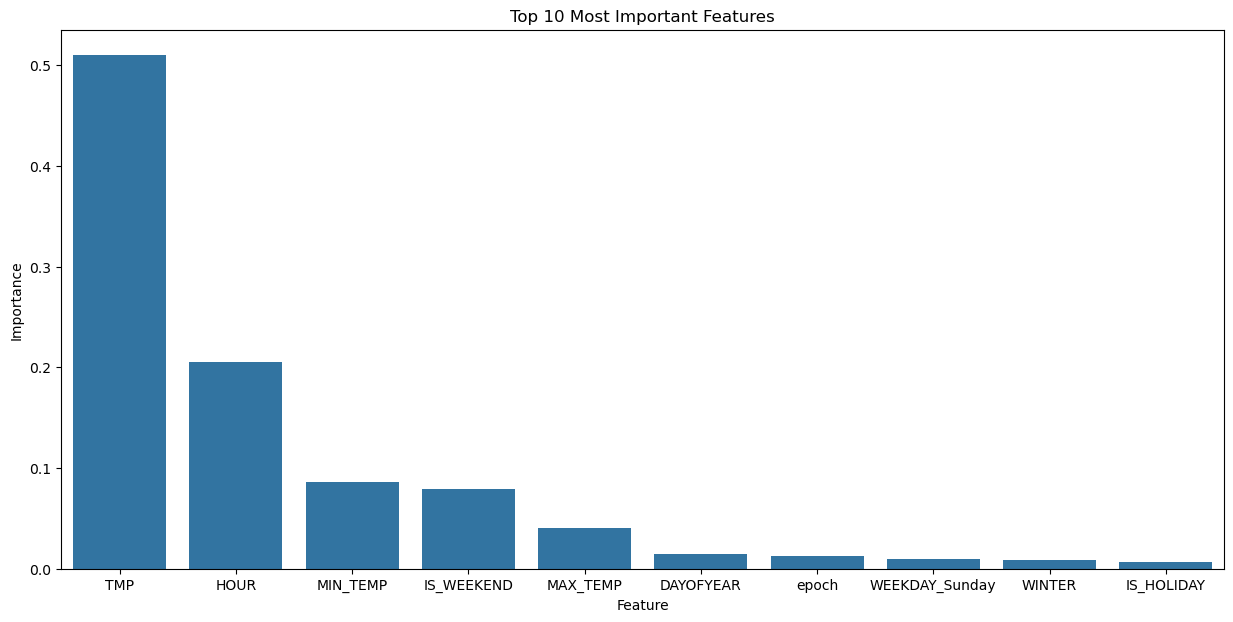 Top 10 Most Important Features
Importance
0.5
0.4
0.3
0.2
0.1
0.0
TMP HOUR MIN_TEMP IS_WEEKEND MAX_TEMP DAYOFYEAR epoch WEEKDAY_Sunday WINTER IS_HOLIDAY
Feature